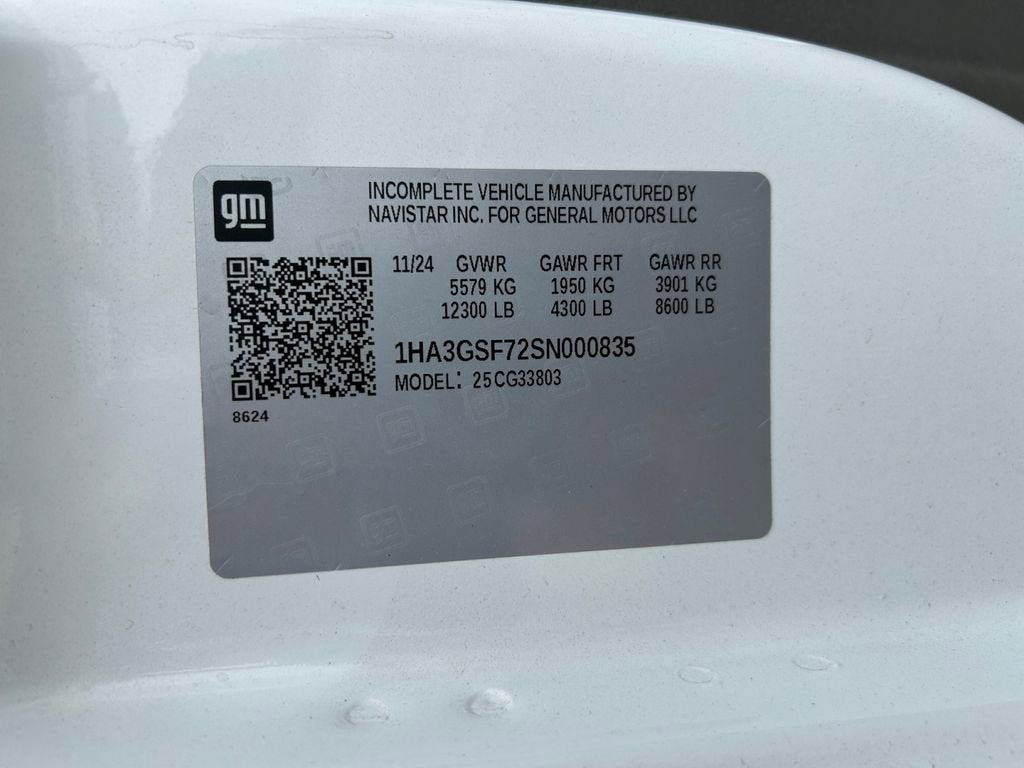 gm
INCOMPLETE VEHICLE MANUFACTURED BY
NAVISTAR INC. FOR GENERAL MOTORS LLC
11/24 GVWR GAWR FRT GAWR RR
5579 KG 1950 KG 3901 KG
12300 LB 4300 LB 8600 LB
1HA3GSF72SN000835
MODEL: 25CG33803
8624